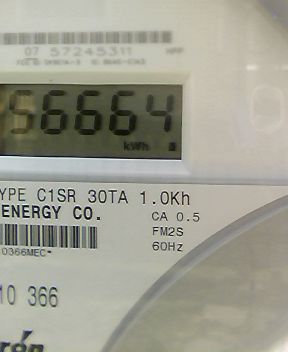 07 57245311
56664
kWh
YPE C1SR 30TA 1.0Kh
ENERGY CO.
CA 0.5
FM2S
60Hz
0366MEC*
10 366
rón